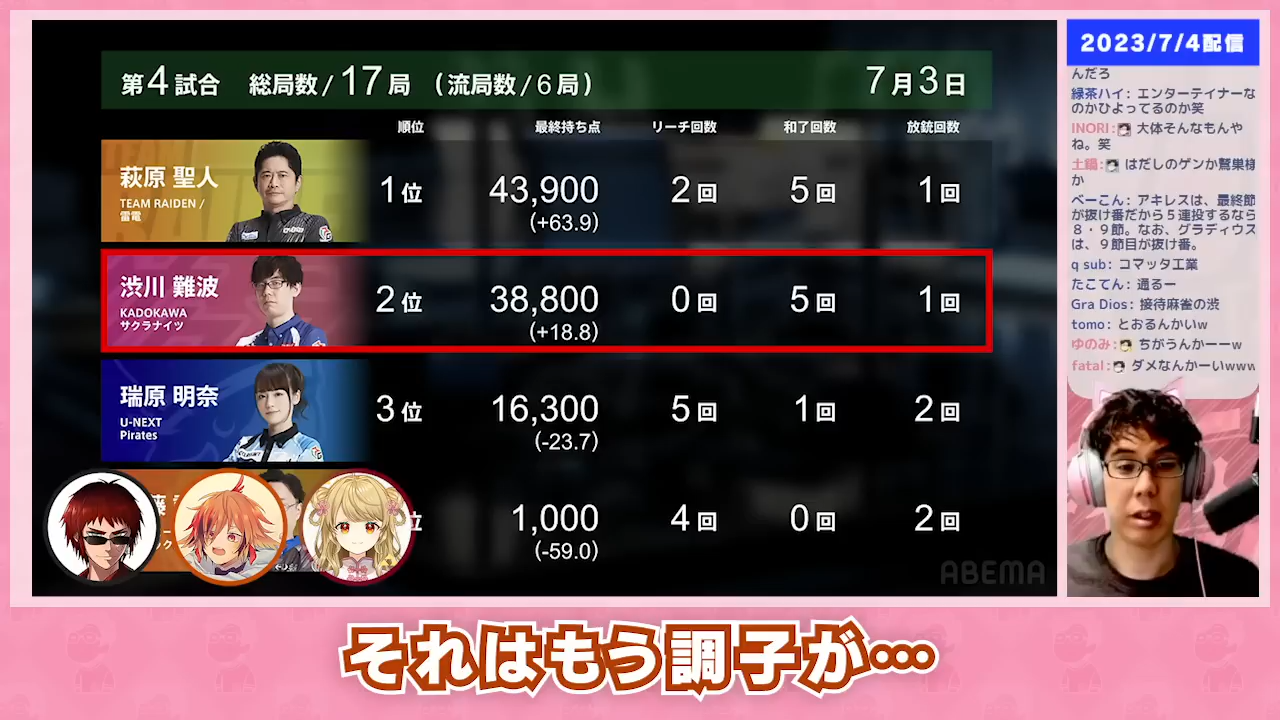 第4試合 総局数/17局 (流局数/6局) 7月3日
順位 最終持ち点 リーチ回数 和了回数 放銃回数
萩原 聖人
TEAM RAIDEN /
雷電
1位 43,900 2回 5回 1回
(+63.9)
渋川 難波
KADOKAWA
サクラナイツ
2位 38,800 0回 5回 1回
(+18.8)
瑞原 明奈
U-NEXT
Pirates
3位 16,300 5回 1回 2回
(-23.7)
位 1,000 4回 0回 2回
(-59.0)
ABEMA
2023/7/4配信
んだろ
緑茶ハイ: エンターテイナーな
のかひよってるのか笑
INORI: 大体そんなもんや
ね。笑
土鍋: はだしのゲンか鷲巣様
か
べーこん: アキレスは、最終節
が抜け番だから５連投するなら
８・９節。なお、グラディウス
は、９節目が抜け番。
q sub: コマッタ工業
たこてん: 通るー
Gra Dios: 接待麻雀の渋
tomo: とおるんかいw
ゆのみ: ちがうんかーーw
fatal: ダメなんかーいwww
それはもう調子が…